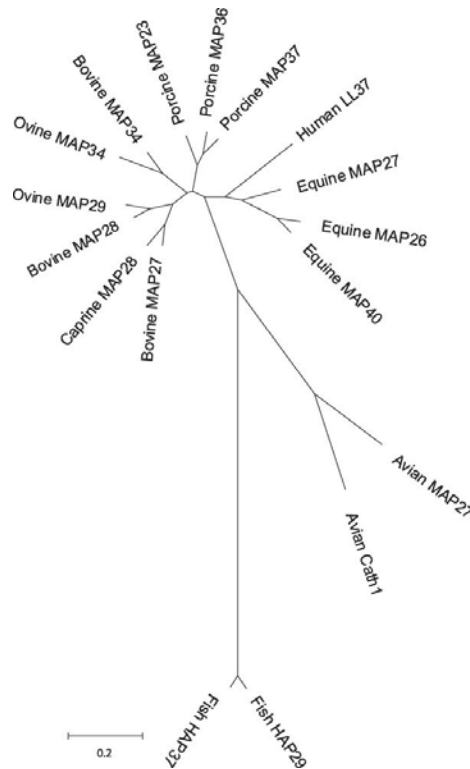 Porcine MAP36
Porcine MAP23
Porcine MAP37
Bovine MAP34
Human LL37
Ovine MAP34
Equine MAP27
Ovine MAP29
Equine MAP26
Bovine MAP28
Equine MAP40
Caprine MAP28
Bovine MAP27
Avian MAP27
Avian Cath1
Fish HAP37
Fish HAP29
0.2